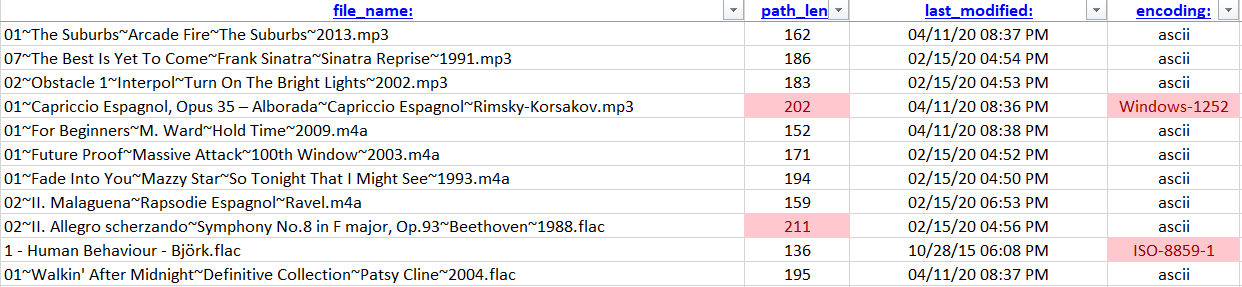 file_name: path_len last_modified: encoding:
01~The Suburbs~Arcade Fire~The Suburbs~2013.mp3 162 04/11/20 08:37 PM ascii
07~The Best Is Yet To Come~Frank Sinatra~Sinatra Reprise~1991.mp3 186 02/15/20 04:54 PM ascii
02~Obstacle 1~Interpol~Turn On The Bright Lights~2002.mp3 183 02/15/20 04:53 PM ascii
01~Capriccio Espagnol, Opus 35 – Alborada~Capriccio Espagnol~Rimsky-Korsakov.mp3 202 04/11/20 08:36 PM Windows-1252
01~For Beginners~M. Ward~Hold Time~2009.m4a 152 04/11/20 08:38 PM ascii
01~Future Proof~Massive Attack~100th Window~2003.m4a 171 02/15/20 04:52 PM ascii
01~Fade Into You~Mazzy Star~So Tonight That I Might See~1993.m4a 194 02/15/20 04:50 PM ascii
02~II. Malaguena~Rapsodie Espagnol~Ravel.m4a 159 02/15/20 06:53 PM ascii
02~II. Allegro scherzando~Symphony No.8 in F major, Op.93~Beethoven~1988.flac 211 02/15/20 04:56 PM ascii
1 - Human Behaviour - Björk.flac 136 10/28/15 06:08 PM ISO-8859-1
01~Walkin' After Midnight~Definitive Collection~Patsy Cline~2004.flac 195 04/11/20 08:37 PM ascii